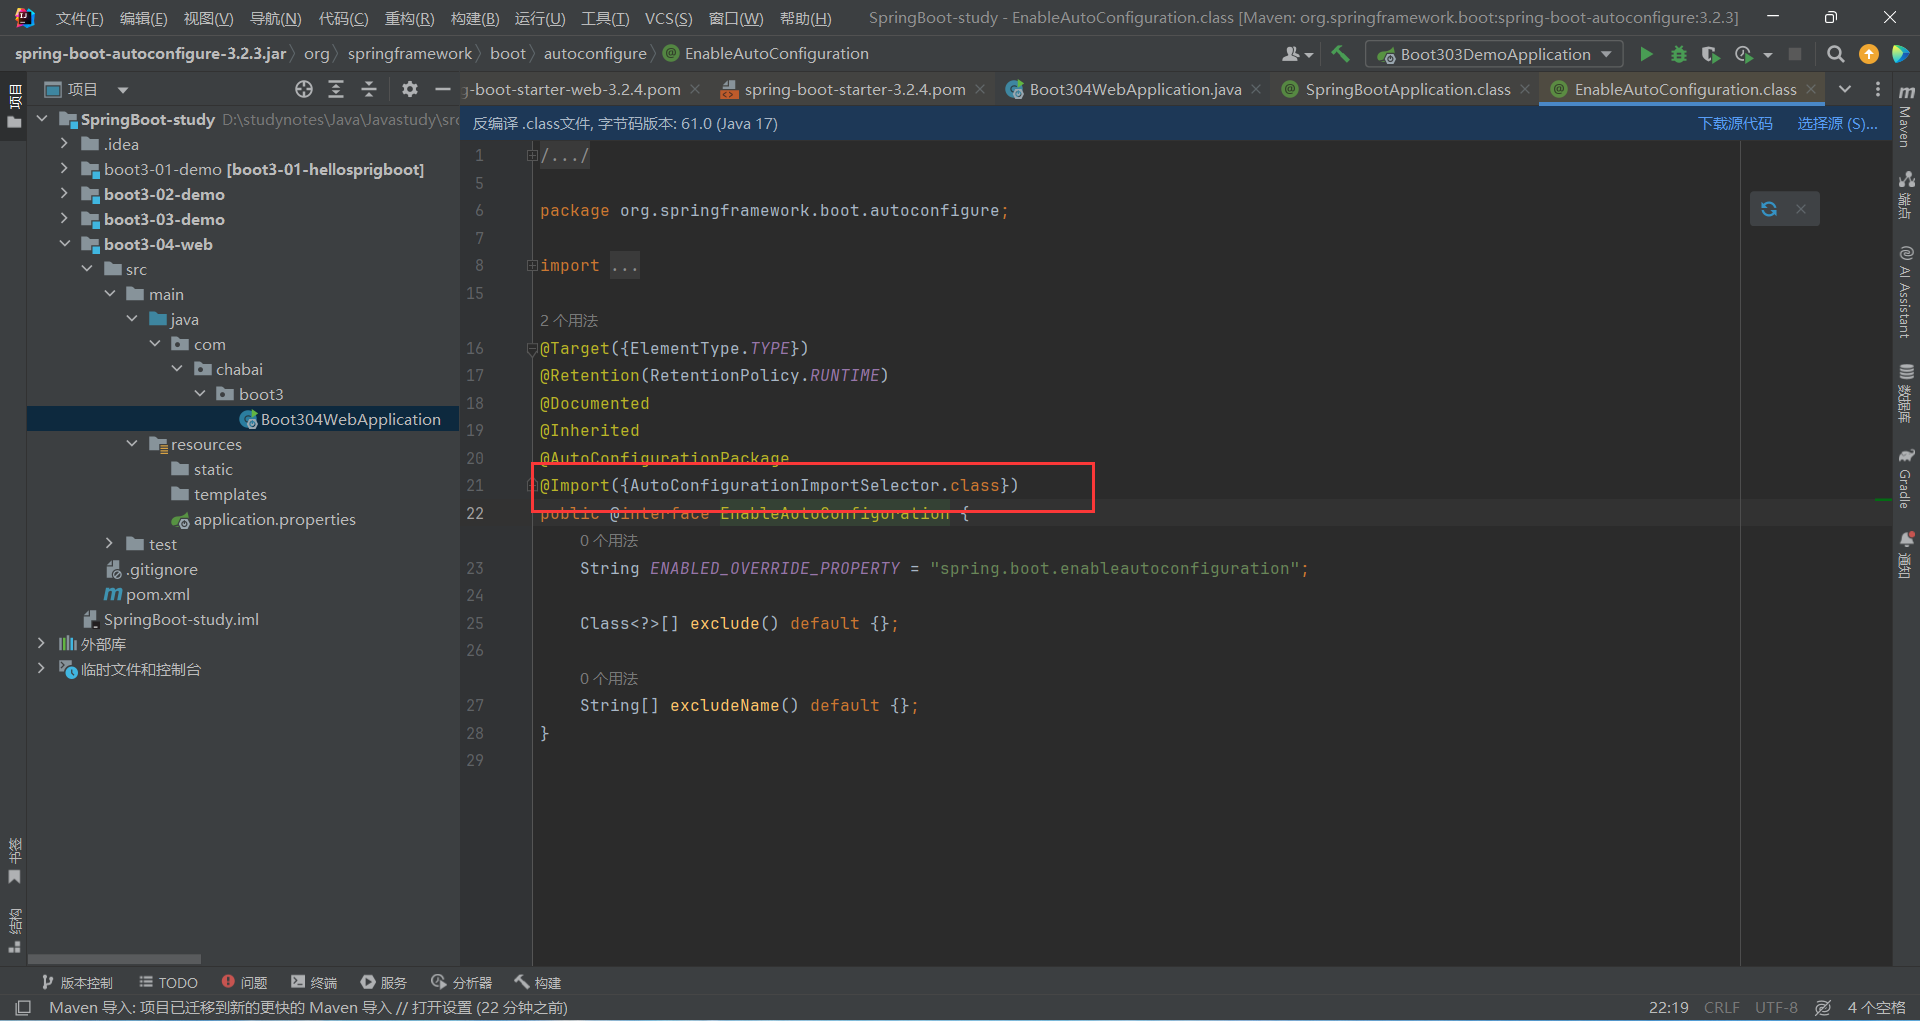 文件(F) 编辑(E) 视图(V) 导航(N) 代码(C) 重构(R) 构建(B) 运行(U) 工具(T) VCS(S) 窗口(W) 帮助(H) SpringBoot-study - EnableAutoConfiguration.class [Maven: org.springframework.boot:spring-boot-autoconfigure:3.2.3]
spring-boot-autoconfigure-3.2.3.jar org springframework boot autoconfigure EnableAutoConfiguration Boot303DemoApplication
项目 g-boot-starter-web-3.2.4.pom spring-boot-starter-3.2.4.pom Boot304WebApplication.java SpringBootApplication.class EnableAutoConfiguration.class
反编译 .class文件, 字节码版本: 61.0 (Java 17) 下载源代码 选择源 (S)...
项目
SpringBoot-study D:\studynotes\Java\Javastudy\src
.idea
boot3-01-demo [boot3-01-hellosprigboot]
boot3-02-demo
boot3-03-demo
boot3-04-web
src
main
java
com
chabai
boot3
Boot304WebApplication
resources
static
templates
application.properties
test
.gitignore
pom.xml
SpringBoot-study.iml
外部库
临时文件和控制台
书签
结构
1 /.../
5
6 package org.springframework.boot.autoconfigure;
7
8 import ...
15
2 个用法
16 @Target({ElementType.TYPE})
17 @Retention(RetentionPolicy.RUNTIME)
18 @Documented
19 @Inherited
20 @AutoConfigurationPackage
21 @Import({AutoConfigurationImportSelector.class})
22 public @interface EnableAutoConfiguration {
0 个用法
23 String ENABLED_OVERRIDE_PROPERTY = "spring.boot.enableautoconfiguration";
24
25 Class<?>[] exclude() default {};
26
0 个用法
27 String[] excludeName() default {};
28 }
29
Maven
端点
AI Assistant
数据库
Gradle
通知
版本控制 TODO 问题 终端 服务 分析器 构建
Maven 导入: 项目已迁移到新的更快的 Maven 导入 // 打开设置 (22 分钟之前) 22:19 CRLF UTF-8 4 个空格